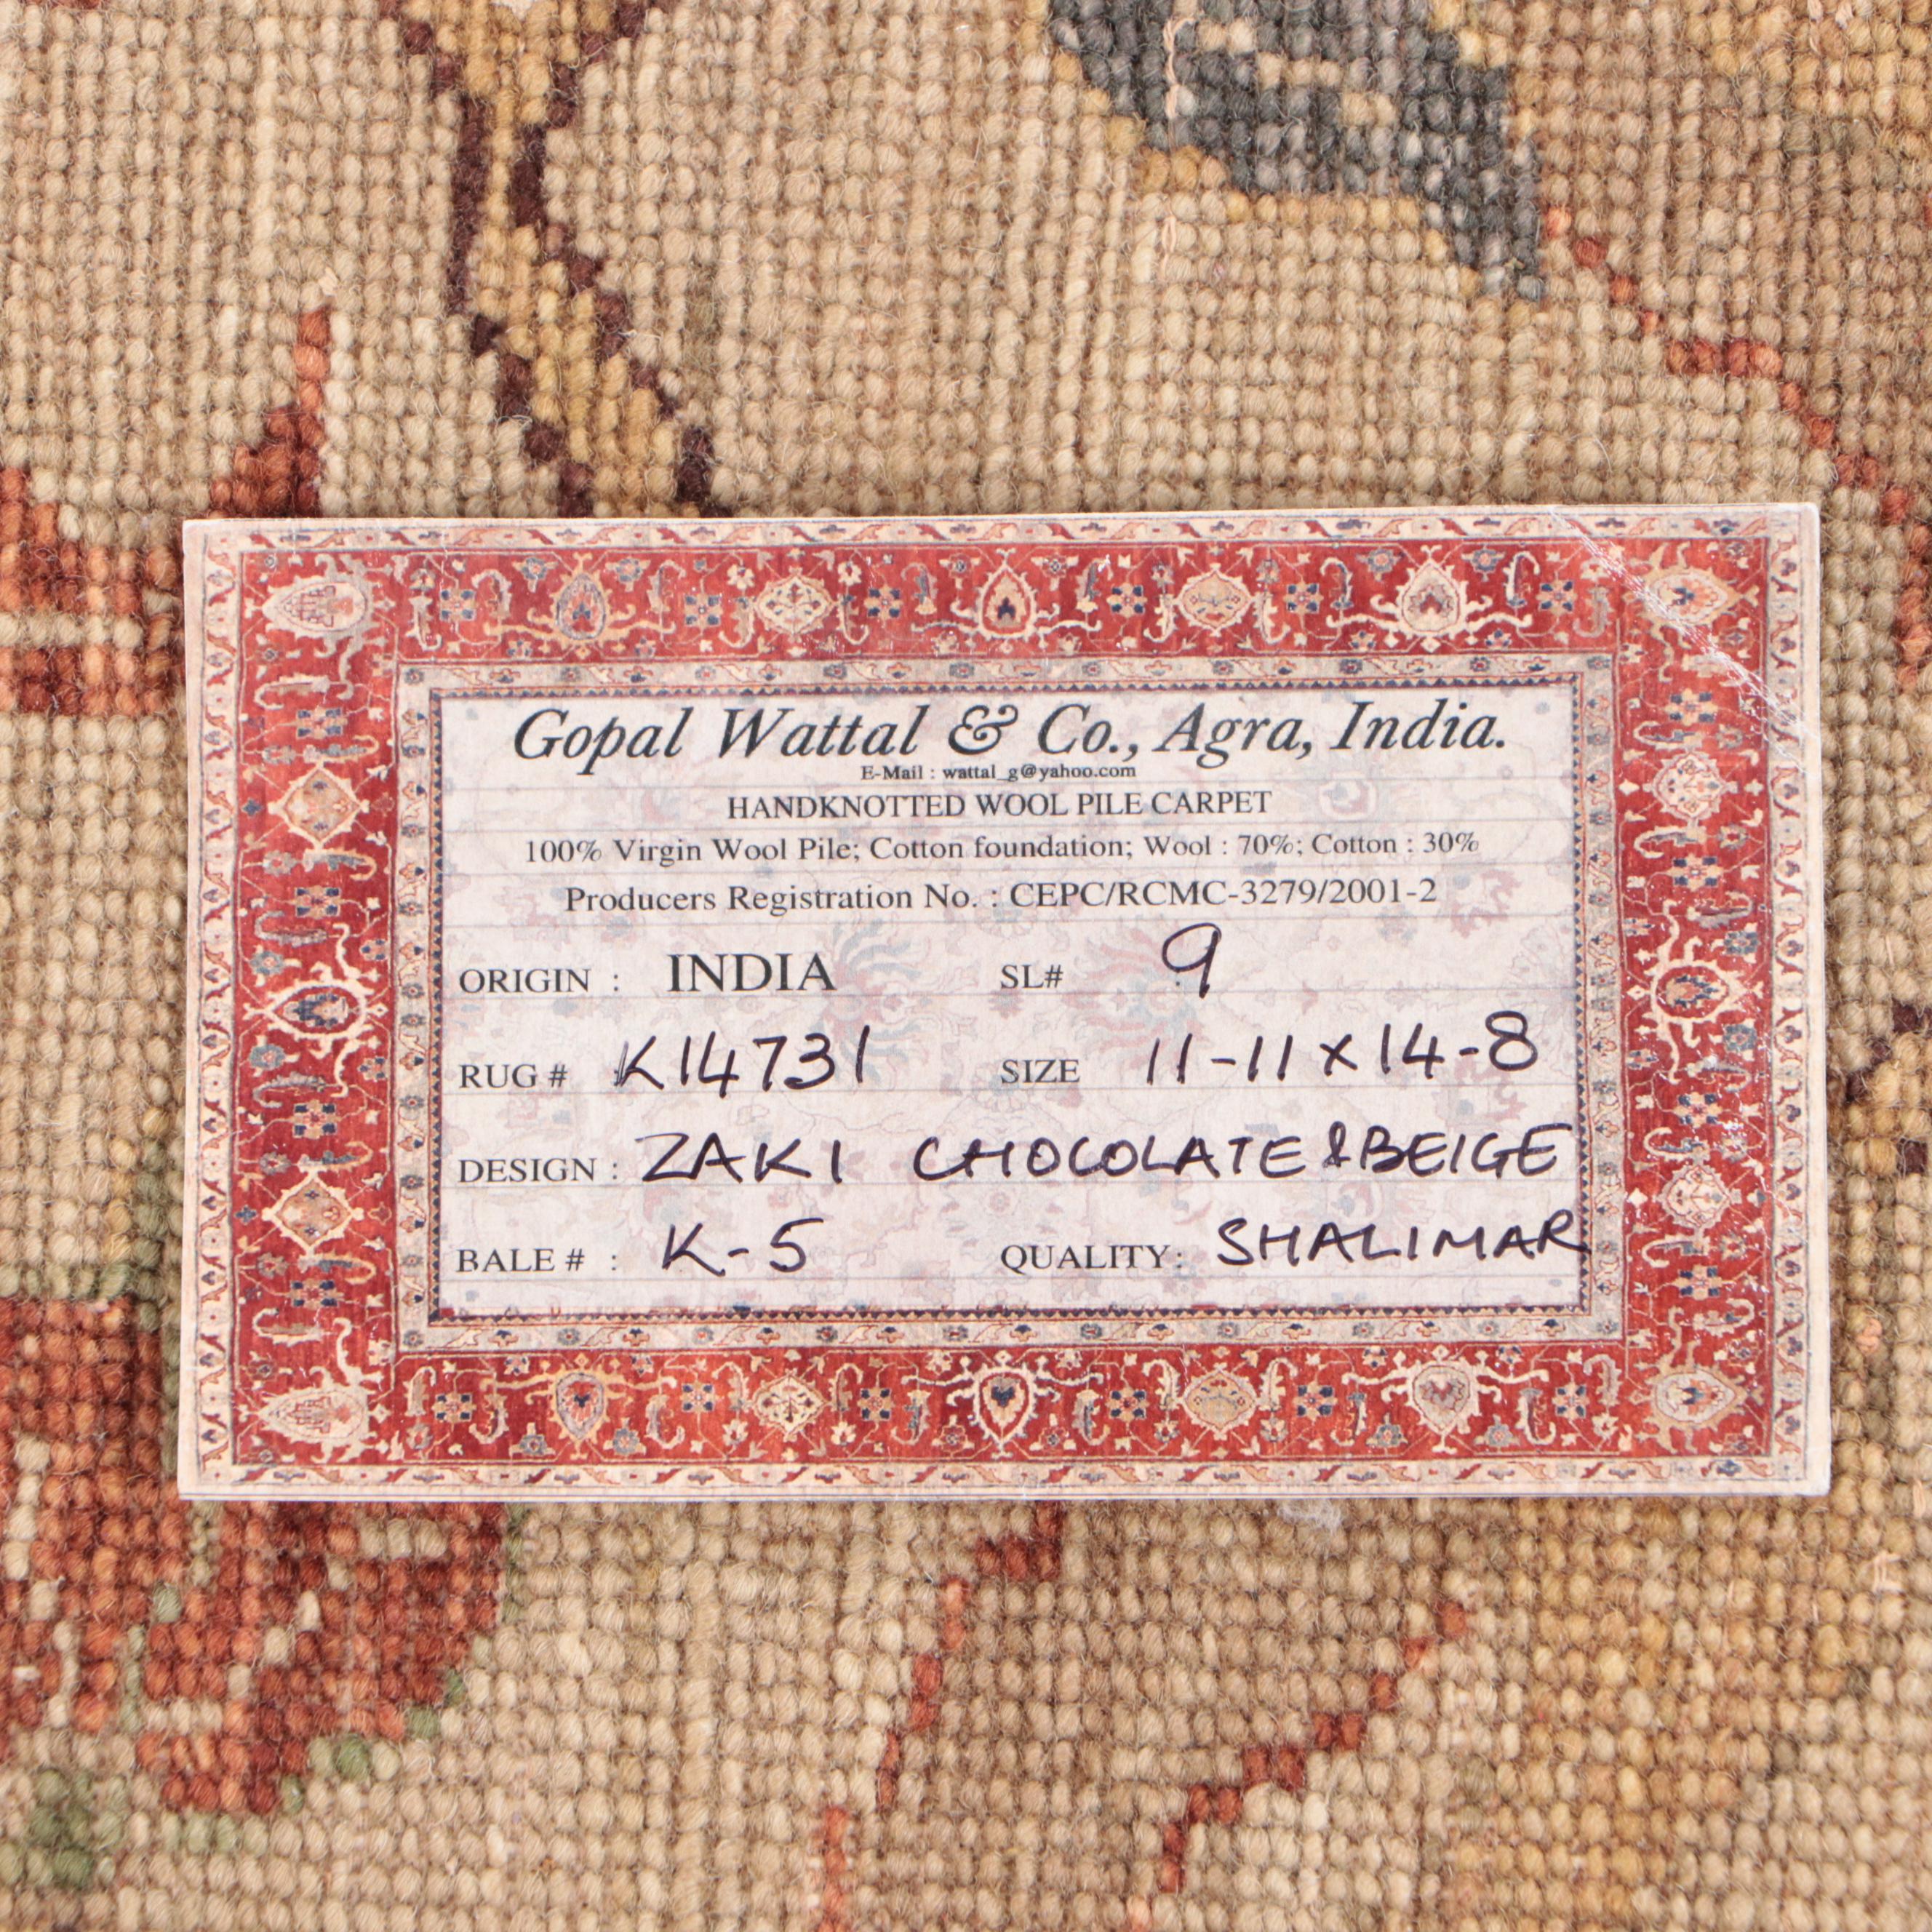 Gopal Wattal & Co., Agra, India.
E-Mail : wattal_g@yahoo.com
HANDKNOTTED WOOL PILE CARPET
100% Virgin Wool Pile; Cotton foundation; Wool : 70%; Cotton : 30%
Producers Registration No. : CEPC/RCMC-3279/2001-2
ORIGIN : INDIA SL# 9
RUG # K14731 SIZE 11-11 x 14-8
DESIGN : ZAKI CHOCOLATE & BEIGE
BALE # : K-5 QUALITY : SHALIMAR